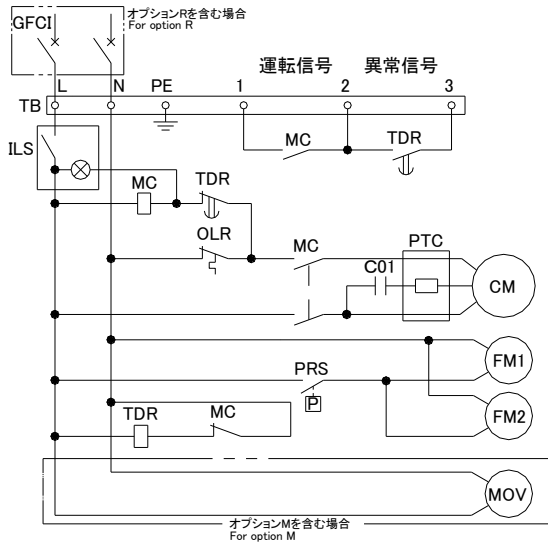 GFCI
オプションRを含む場合
For option R
L N PE 1 運転信号 2 異常信号 3
TB
MC TDR
ILS
MC TDR
OLR
MC
PTC
C01
CM
FM1
PRS
P
FM2
TDR MC
MOV
オプションMを含む場合
For option M